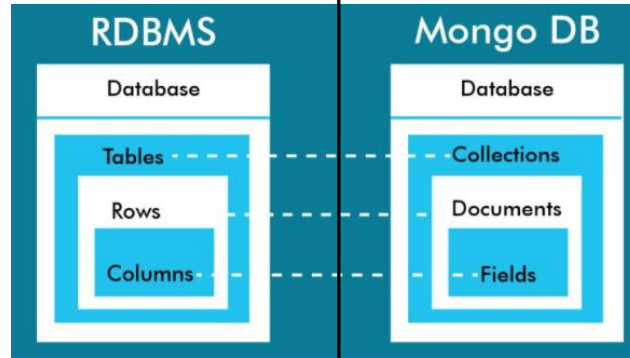 RDBMS
Database
Tables
Rows
Columns
Mongo DB
Database
Collections
Documents
Fields